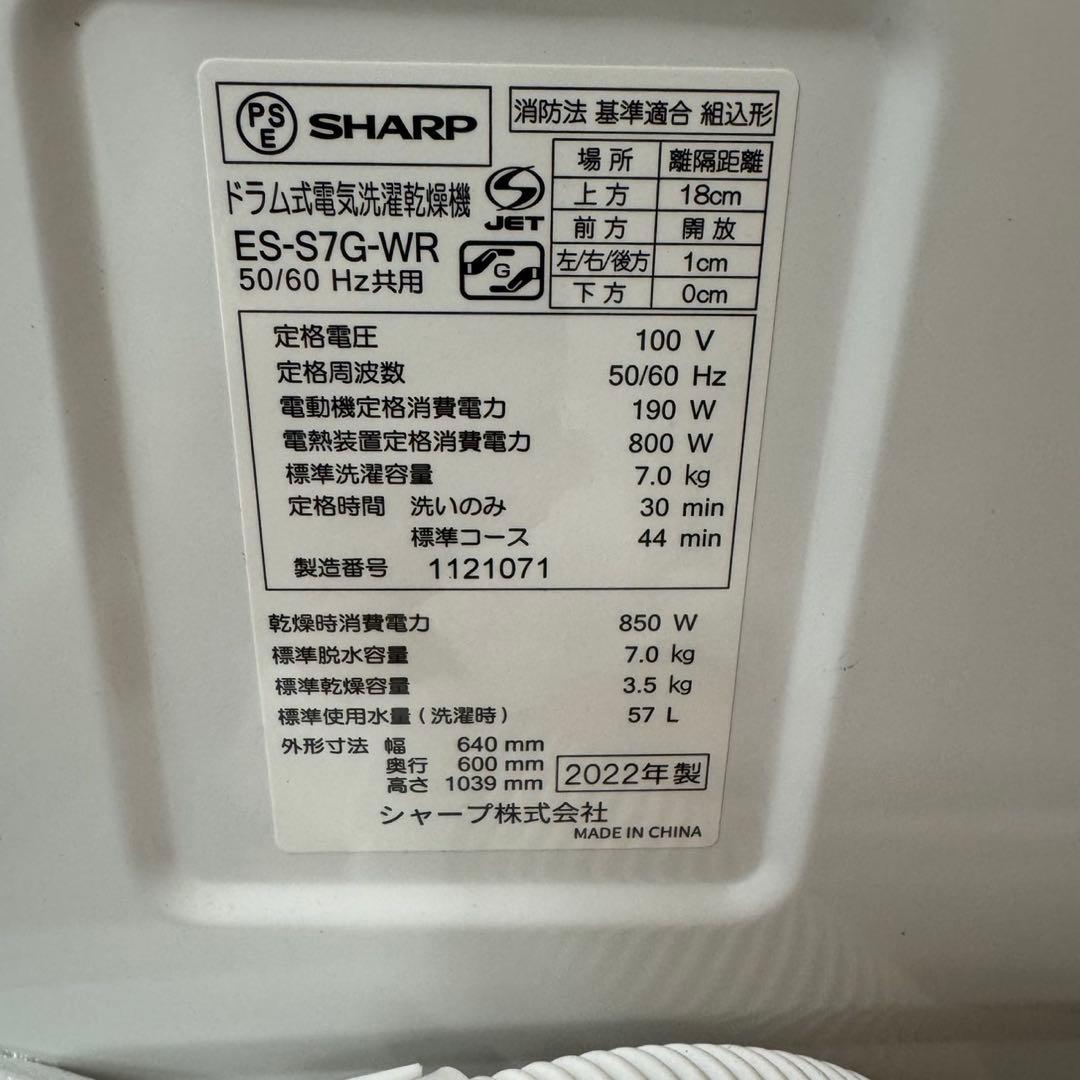 PSE SHARP
消防法 基準適合 組込形
場所 離隔距離
上方 18cm
前方 開放
左/右/後方 1cm
下方 0cm
ドラム式電気洗濯乾燥機
S JET
ES-S7G-WR
G
50/60 Hz共用
定格電圧 100 V
定格周波数 50/60 Hz
電動機定格消費電力 190 W
電熱装置定格消費電力 800 W
標準洗濯容量 7.0 kg
定格時間 洗いのみ 30 min
標準コース 44 min
製造番号 1121071
乾燥時消費電力 850 W
標準脱水容量 7.0 kg
標準乾燥容量 3.5 kg
標準使用水量(洗濯時) 57 L
外形寸法 幅 640 mm
奥行 600 mm
高さ 1039 mm
2022年製
シャープ株式会社
MADE IN CHINA